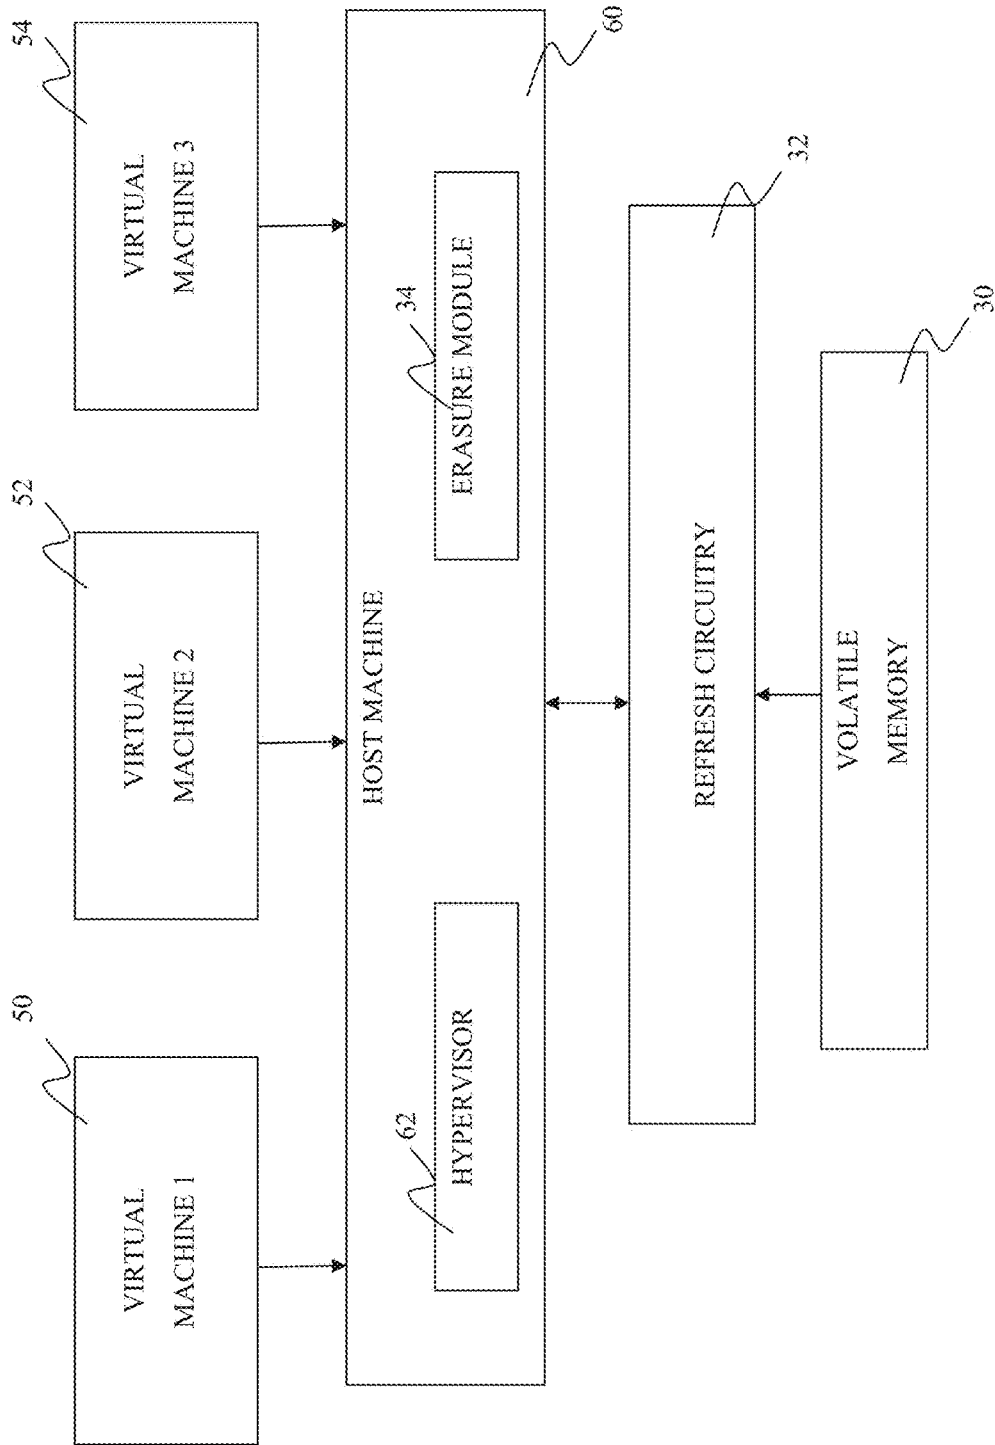 50
VIRTUAL
MACHINE 1
52
VIRTUAL
MACHINE 2
54
VIRTUAL
MACHINE 3
HOST MACHINE
60
62
HYPERVISOR
34
ERASURE MODULE
REFRESH CIRCUITRY
32
VOLATILE
MEMORY
30